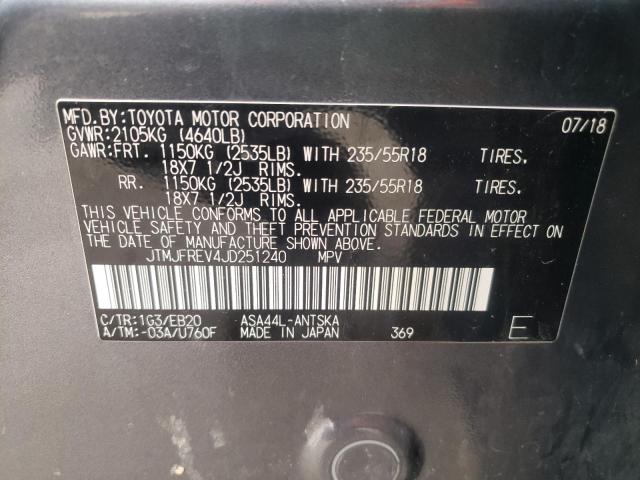 MFD.BY:TOYOTA MOTOR CORPORATION 07/18
GVWR:2105KG (4640LB)
GAWR:FRT. 1150KG (2535LB) WITH 235/55R18 TIRES.
18X7 1/2J RIMS.
RR. 1150KG (2535LB) WITH 235/55R18 TIRES.
18X7 1/2J RIMS.
THIS VEHICLE CONFORMS TO ALL APPLICABLE FEDERAL MOTOR
VEHICLE SAFETY AND THEFT PREVENTION STANDARDS IN EFFECT ON
THE DATE OF MANUFACTURE SHOWN ABOVE.
JTMJFREV4JD251240 MPV
C/TR:1G3/EB20 ASA44L-ANTSKA
A/TM:-03A/U760F MADE IN JAPAN 369 E